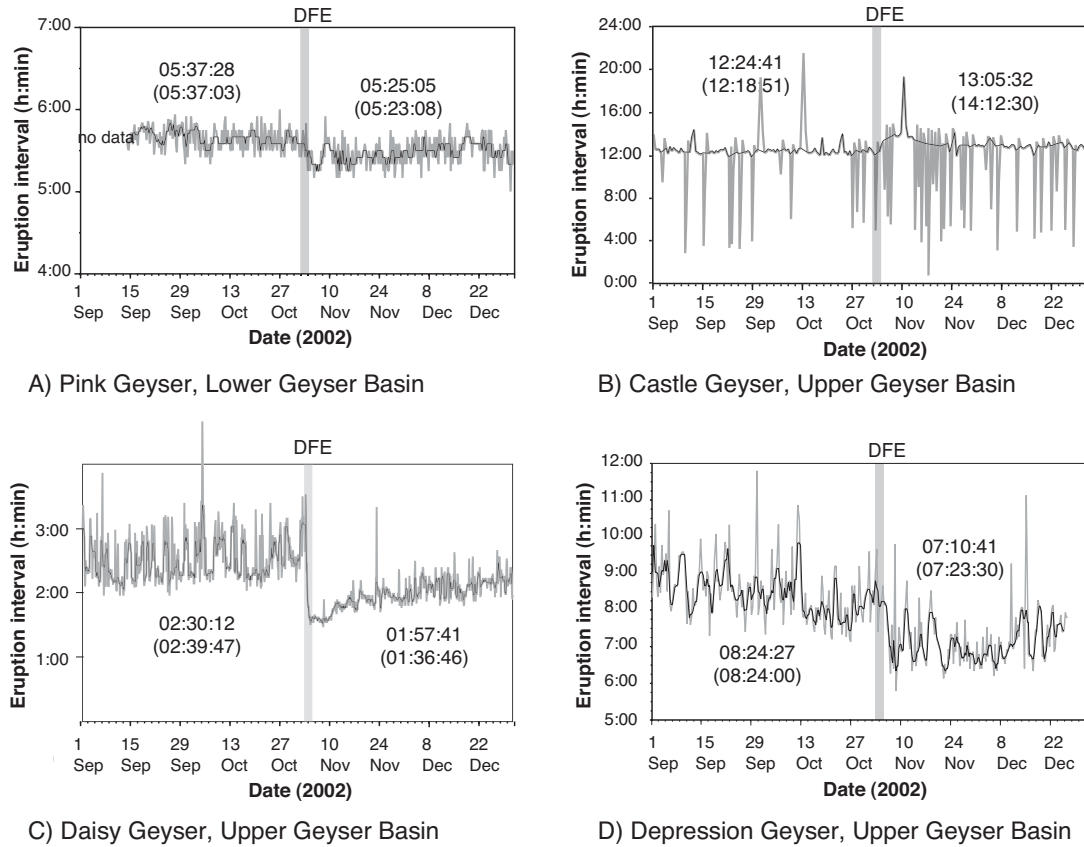 DFE
7:00
6:00
5:00
4:00
Eruption interval (h:min)
05:37:28
(05:37:03)
05:25:05
(05:23:08)
no data
1 15 29 13 27 10 24 8 22
Sep Sep Sep Oct Oct Nov Nov Dec Dec
Date (2002)
A) Pink Geyser, Lower Geyser Basin
DFE
24:00
20:00
16:00
12:00
8:00
4:00
0:00
Eruption interval (h:min)
12:24:41
(12:18:51)
13:05:32
(14:12:30)
1 15 29 13 27 10 24 8 22
Sep Sep Sep Oct Oct Nov Nov Dec Dec
Date (2002)
B) Castle Geyser, Upper Geyser Basin
DFE
3:00
2:00
1:00
Eruption interval (h:min)
02:30:12
(02:39:47)
01:57:41
(01:36:46)
1 15 29 13 27 10 24 8 22
Sep Sep Sep Oct Oct Nov Nov Dec Dec
Date (2002)
C) Daisy Geyser, Upper Geyser Basin
DFE
12:00
11:00
10:00
9:00
8:00
7:00
6:00
5:00
Eruption interval (h:min)
07:10:41
(07:23:30)
08:24:27
(08:24:00)
1 15 29 13 27 10 24 8 22
Sep Sep Sep Oct Oct Nov Nov Dec Dec
Date (2002)
D) Depression Geyser, Upper Geyser Basin